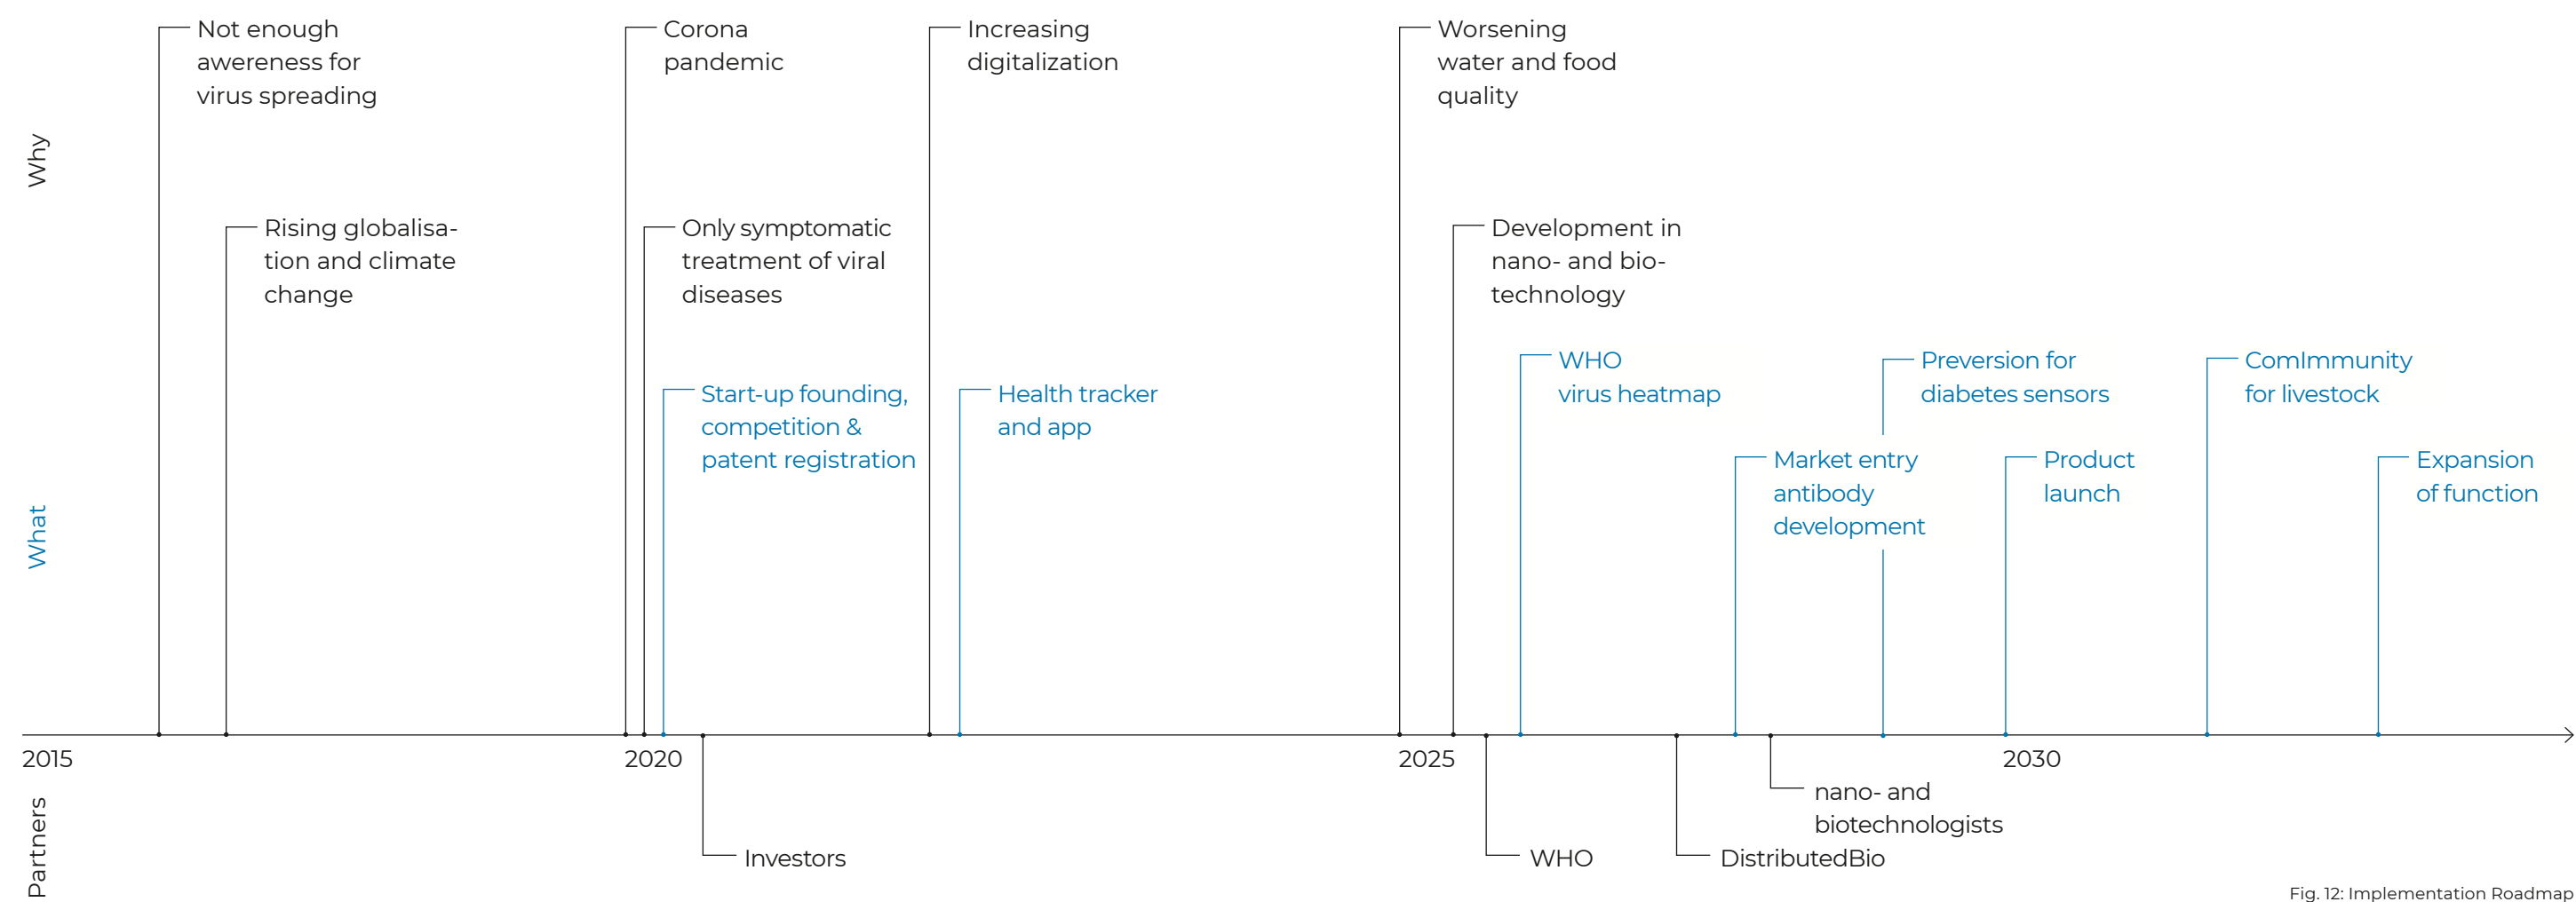 Why
Not enough
awereness for
virus spreading
Corona
pandemic
Increasing
digitalization
Worsening
water and food
quality
Rising globalisa-
tion and climate
change
Only symptomatic
treatment of viral
diseases
Development in
nano- and bio-
technology
What
Start-up founding,
competition &
patent registration
Health tracker
and app
WHO
virus heatmap
Market entry
antibody
development
Preversion for
diabetes sensors
Product
launch
ComImmunity
for livestock
Expansion
of function
2015
2020
2025
2030
Partners
Investors
WHO
DistributedBio
nano- and
biotechnologists
Fig. 12: Implementation Roadmap